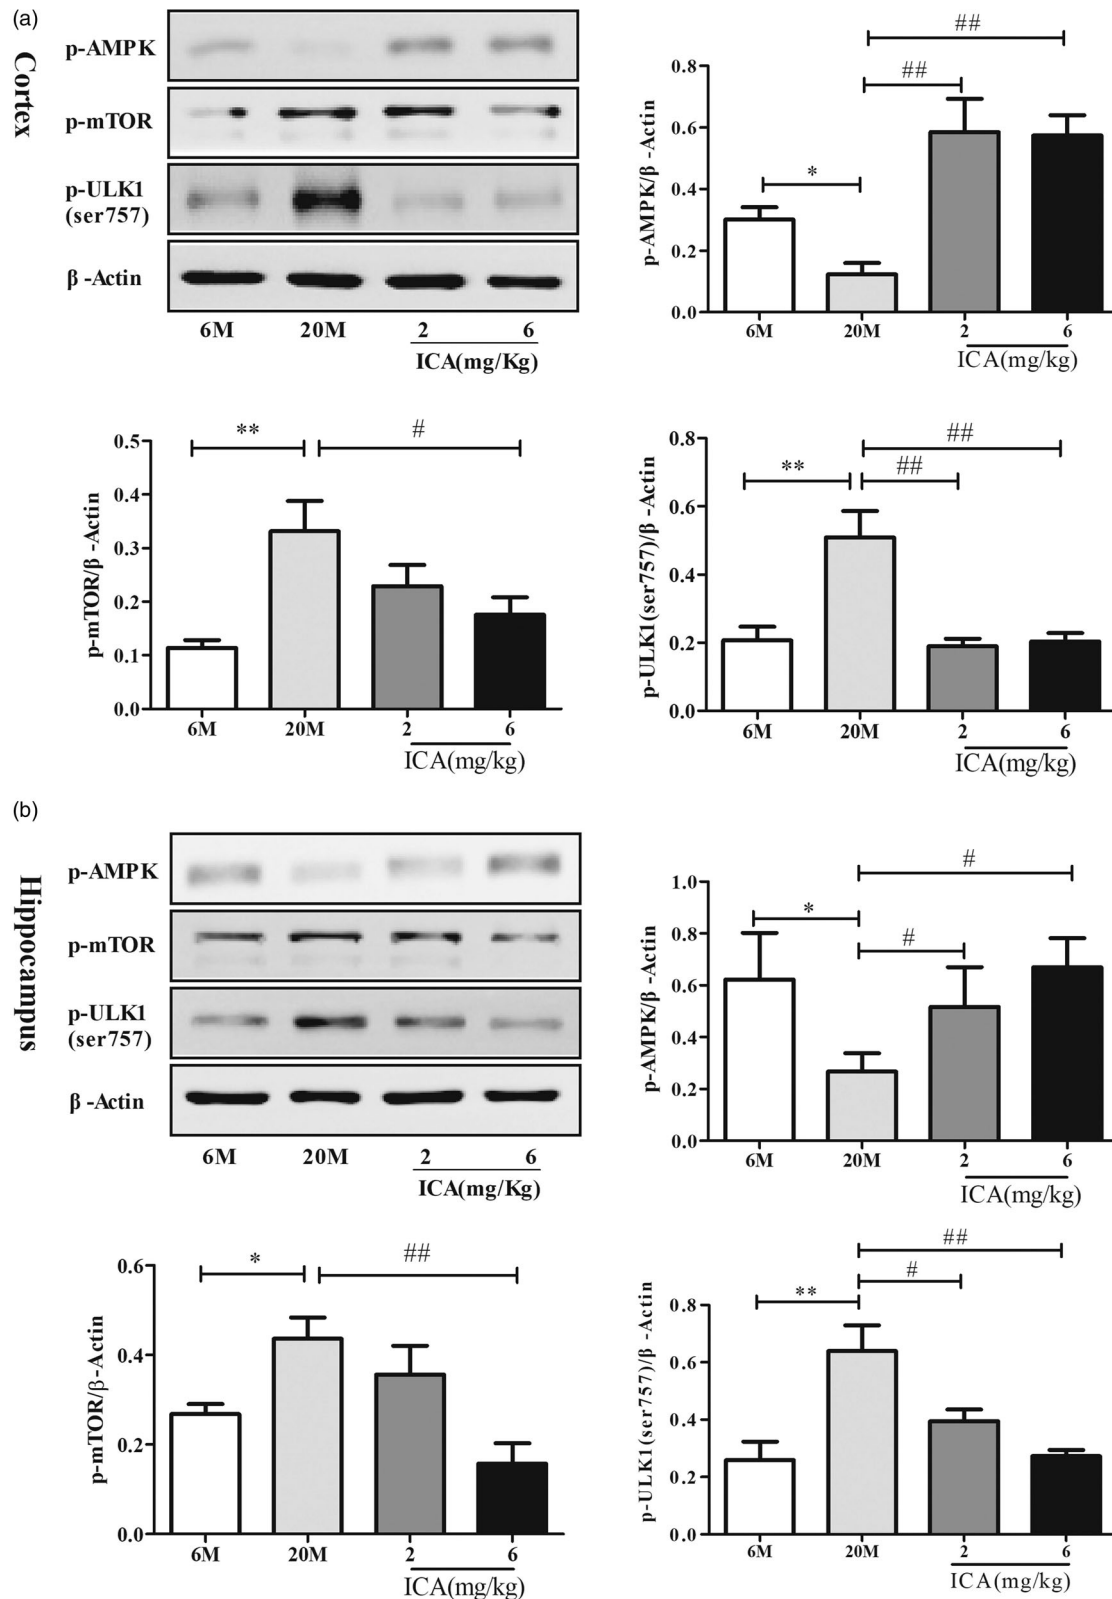 (a)
Cortex
p-AMPK
p-mTOR
p-ULK1
(ser757)
β -Actin
6M 20M 2 6
ICA(mg/Kg)
##
##
*
0.8
0.6
0.4
0.2
0.0
p-AMPK/β -Actin
6M 20M 2 6
ICA(mg/kg)
** #
0.5
0.4
0.3
0.2
0.1
0.0
p-mTOR/β -Actin
6M 20M 2 6
ICA(mg/kg)
##
** ##
0.8
0.6
0.4
0.2
0.0
p-ULK1(ser757)/β -Actin
6M 20M 2 6
ICA(mg/kg)
(b)
Hippocampus
p-AMPK
p-mTOR
p-ULK1
(ser757)
β -Actin
6M 20M 2 6
ICA(mg/Kg)
#
*
#
1.0
0.8
0.6
0.4
0.2
0.0
p-AMPK/β -Actin
6M 20M 2 6
ICA(mg/kg)
* ##
0.6
0.4
0.2
0.0
p-mTOR/β-Actin
6M 20M 2 6
ICA(mg/kg)
##
#
**
0.8
0.6
0.4
0.2
0.0
p-ULK1(ser757)/β -Actin
6M 20M 2 6
ICA(mg/kg)